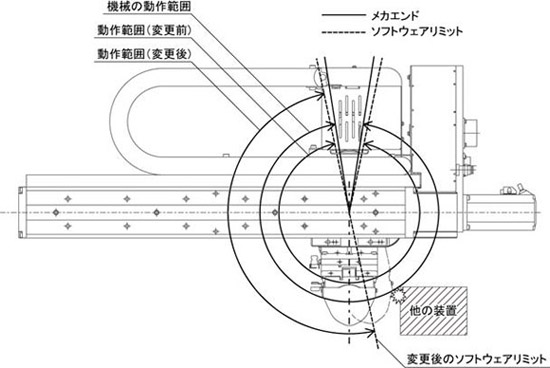 機械の動作範囲
動作範囲(変更前)
動作範囲(変更後)
メカエンド
ソフトウェアリミット
他の装置
変更後のソフトウェアリミット